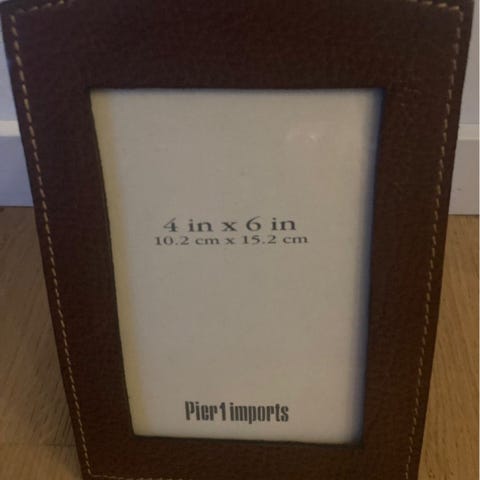 4 in x 6 in
10.2 cm x 15.2 cm
Pier1 imports